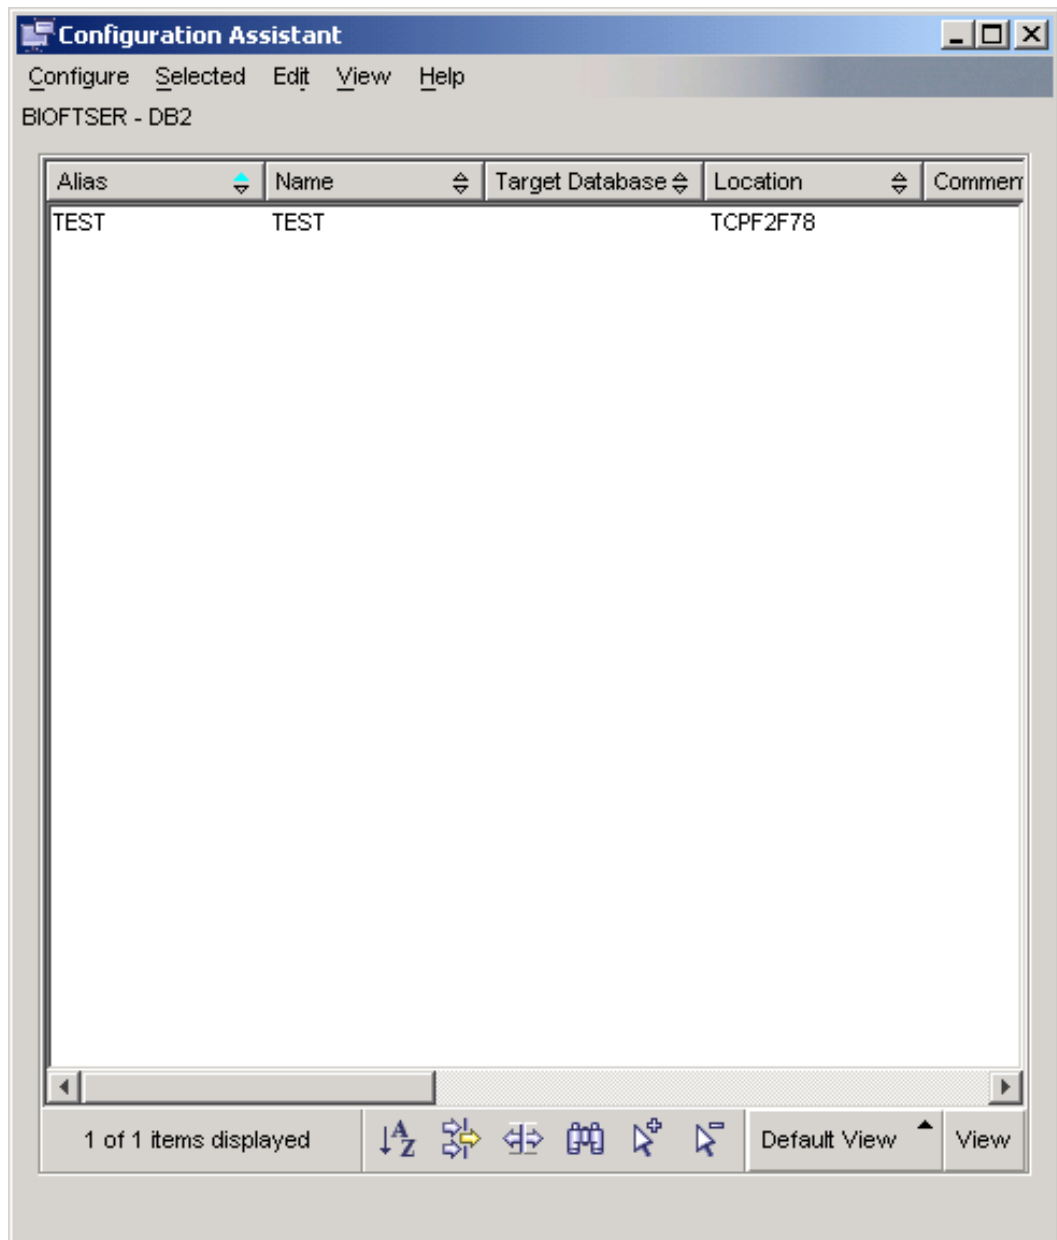 Configuration Assistant
Configure Selected Edit View Help
BIOFTSER - DB2
Alias Name Target Database Location Commen
TEST TEST TCPF2F78
1 of 1 items displayed A Z Default View View